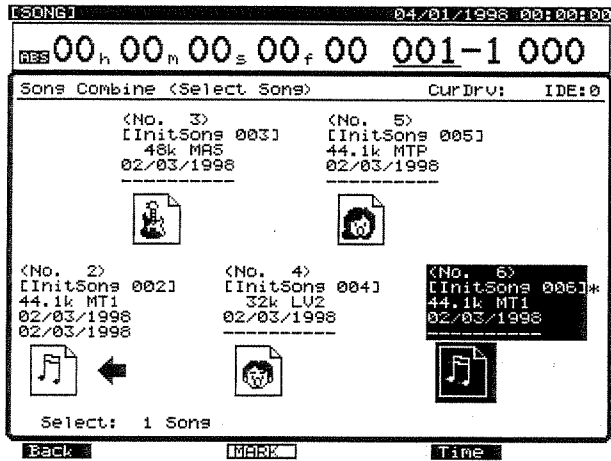 [SONG] 04/01/1998 00:00:00
ABS 00h 00m 00s 00f 00 001-1 000
Song Combine <Select Song> CurDrv: IDE:0
<No. 3> <No. 5>
[InitSong 003] [InitSong 005]
48k MAS 44.1k MTP
02/03/1998 02/03/1998
----------- -----------
<No. 2> <No. 4> <No. 6>
[InitSong 002] [InitSong 004] [InitSong 006]*
44.1k MT1 32k LV2 44.1k MT1
02/03/1998 02/03/1998 02/03/1998
02/03/1998 ----------- -----------
Select: 1 Song
Back MARK Time